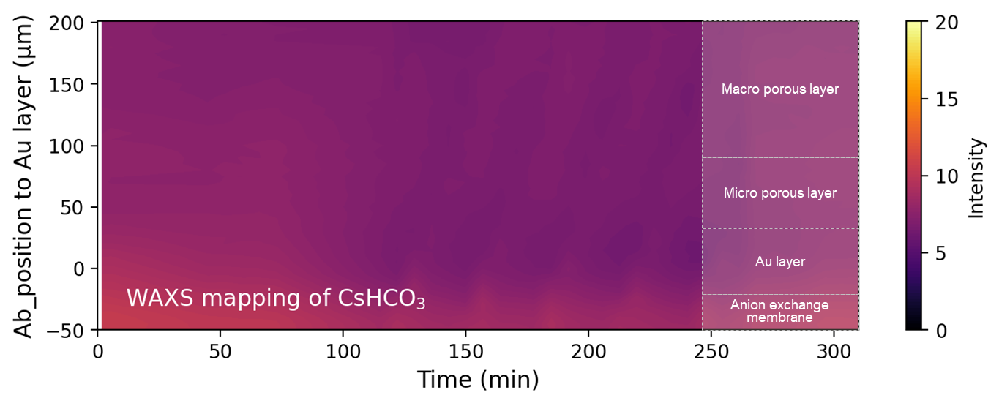 Ab_position to Au layer (μm)
200
150
100
50
0
−50
WAXS mapping of CsHCO₃
Macro porous layer
Micro porous layer
Au layer
Anion exchange
membrane
0
50
100
150
200
250
300
Time (min)
20
15
10
5
0
Intensity